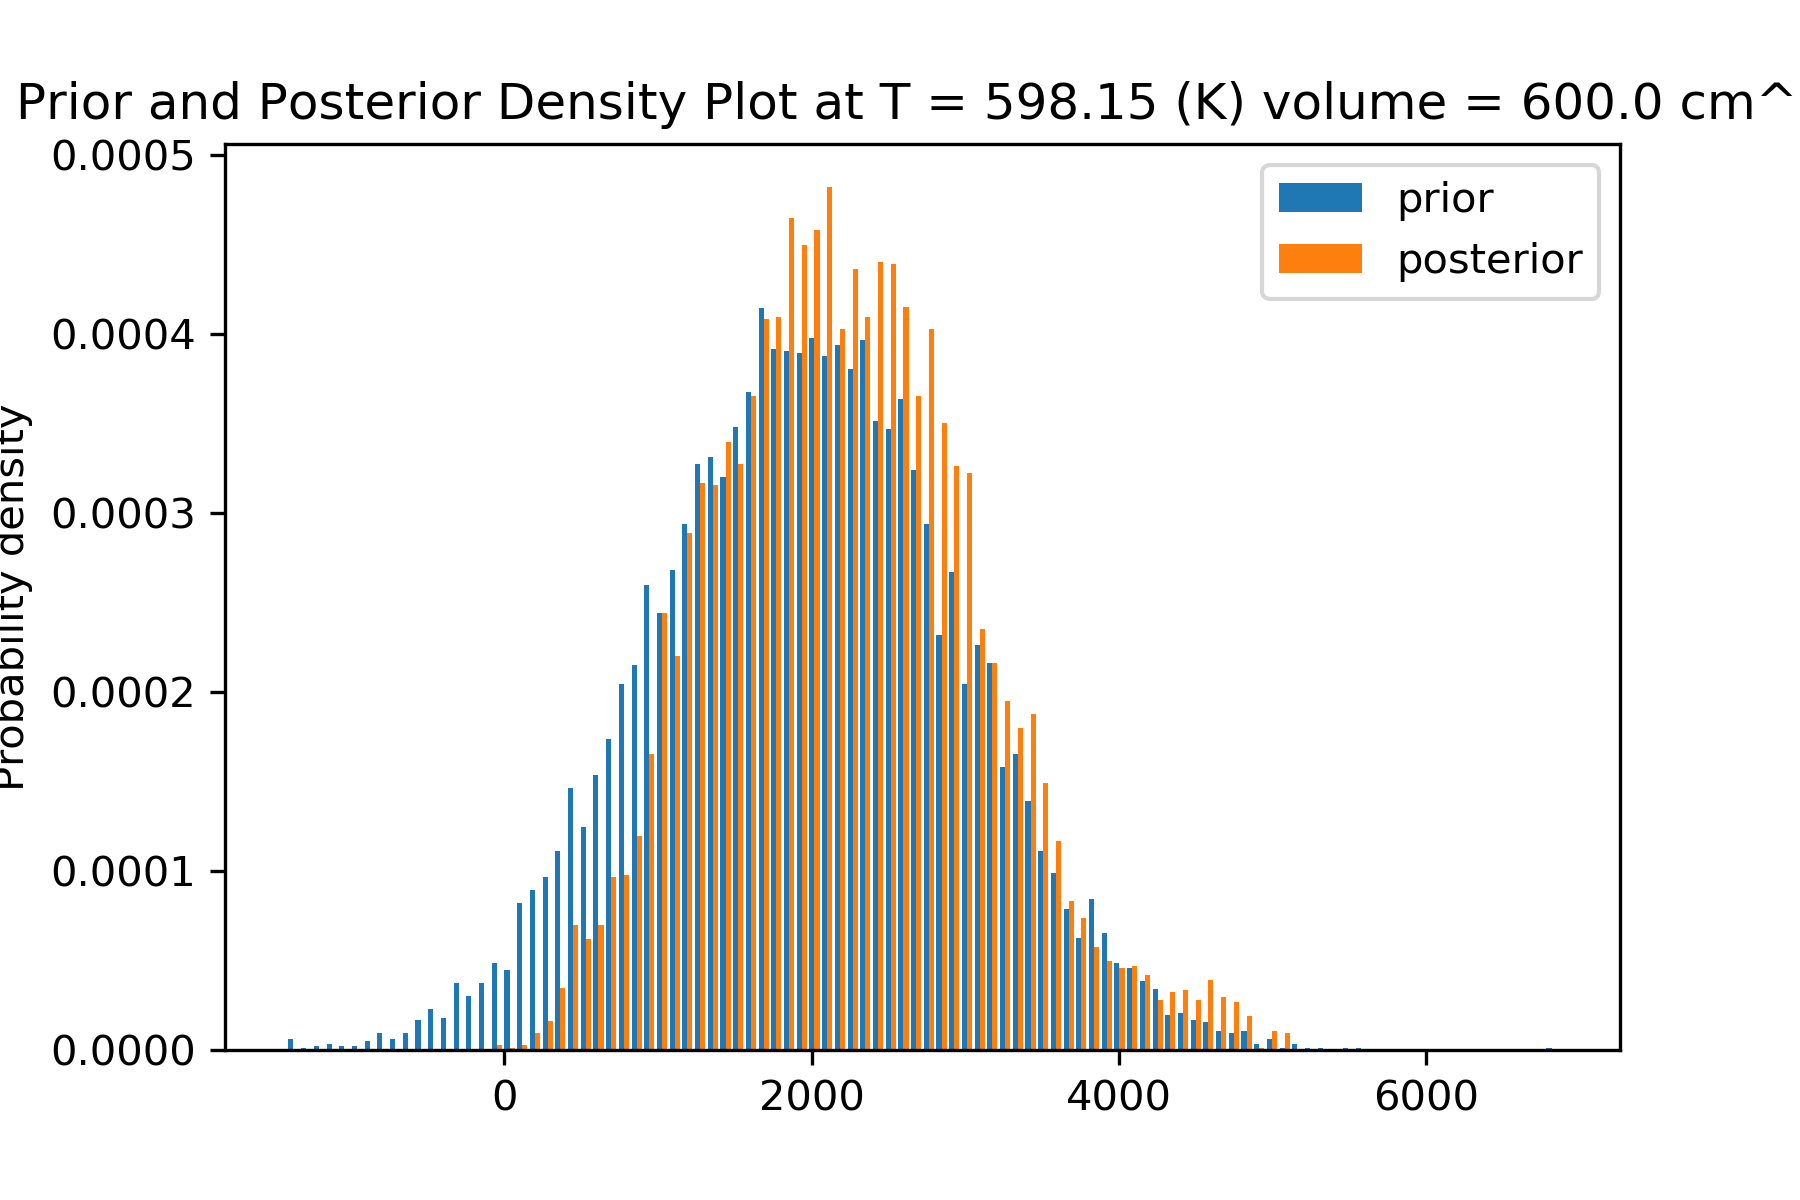 Prior and Posterior Density Plot at T = 598.15 (K) volume = 600.0 cm^
prior
posterior
Probability density
0.0005
0.0004
0.0003
0.0002
0.0001
0.0000
0 2000 4000 6000